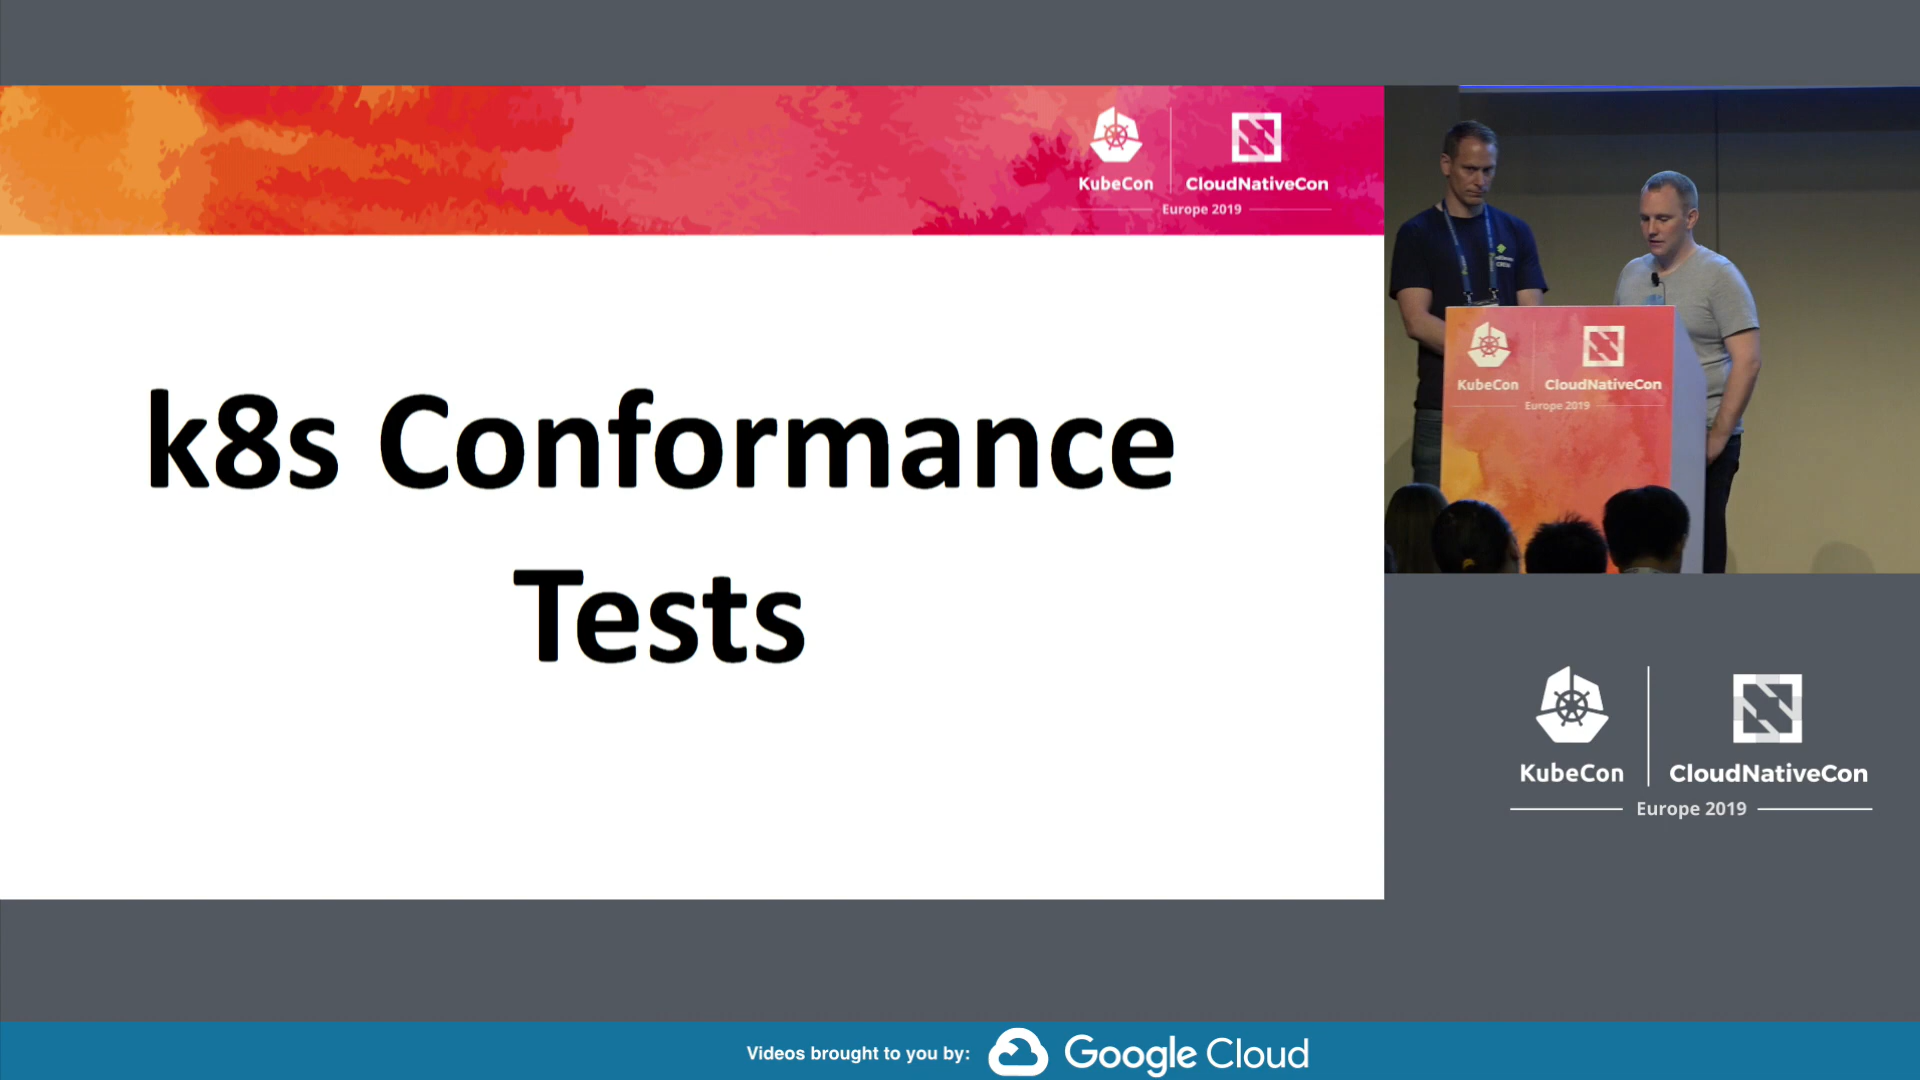 KubeCon
CloudNativeCon
Europe 2019
k8s Conformance
Tests
KubeCon
CloudNativeCon
Europe 2019
KubeCon
CloudNativeCon
Europe 2019
Videos brought to you by:
Google Cloud